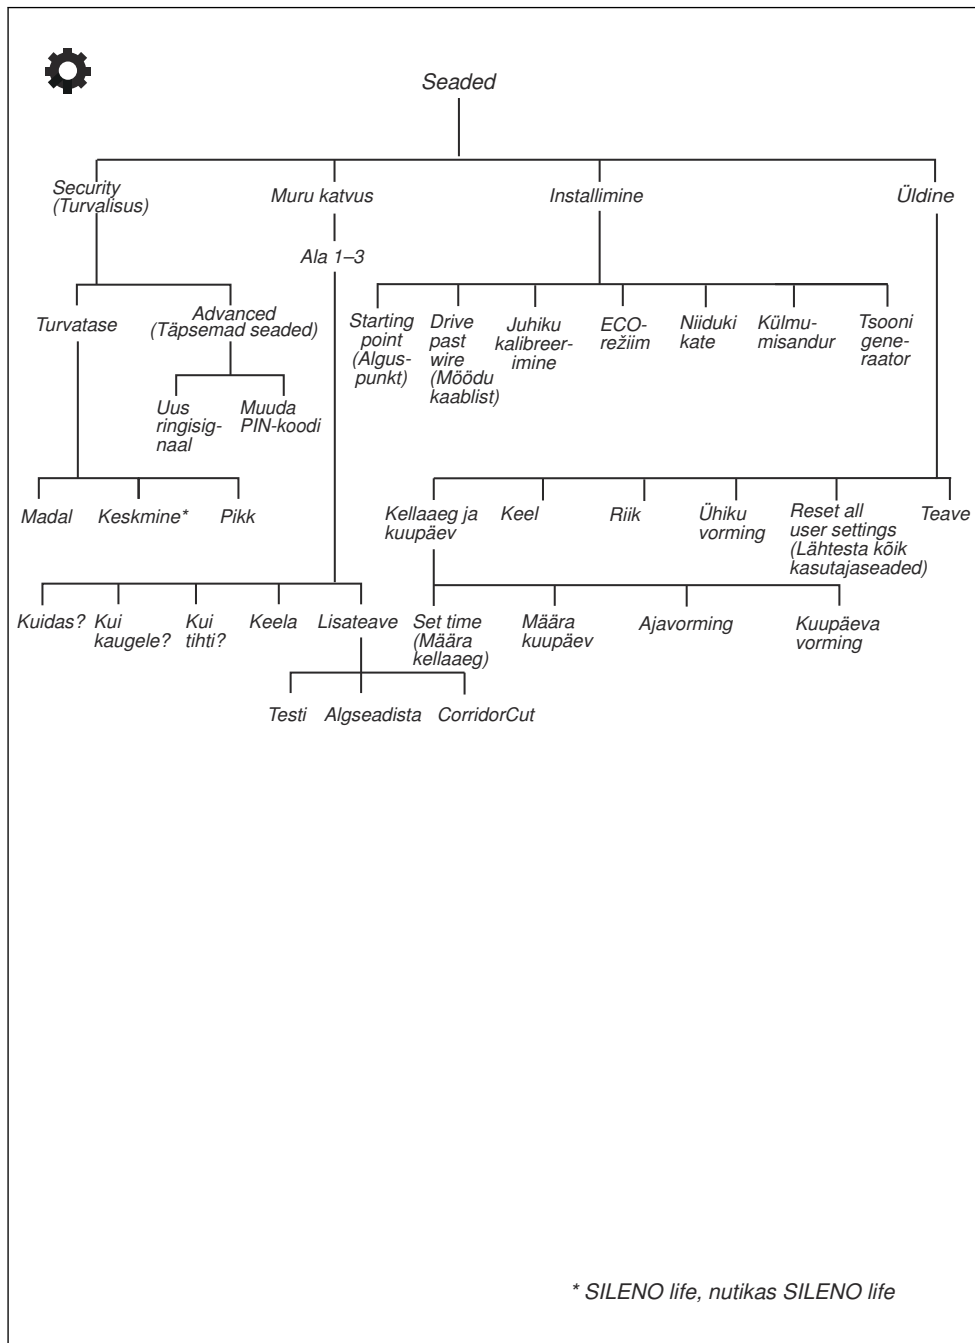 Seaded
Security
(Turvalisus)
Muru katvus
Installimine
Üldine
Ala 1–3
Turvatase
Advanced
(Täpsemad seaded)
Starting
point
(Algus-
punkt)
Drive
past
wire
(Möödu
kaablist)
Juhiku
kalibreer-
imine
ECO-
režiim
Niiduki
kate
Külmu-
misandur
Tsooni
gene-
raator
Uus
ringisig-
naal
Muuda
PIN-koodi
Madal
Keskmine*
Pikk
Kellaaeg ja
kuupäev
Keel
Riik
Ühiku
vorming
Reset all
user settings
(Lähtesta kõik
kasutajaseaded)
Teave
Kuidas?
Kui
kaugele?
Kui
tihti?
Keela
Lisateave
Set time
(Määra
kellaaeg)
Määra
kuupäev
Ajavorming
Kuupäeva
vorming
Testi
Algseadista
CorridorCut
* SILENO life, nutikas SILENO life